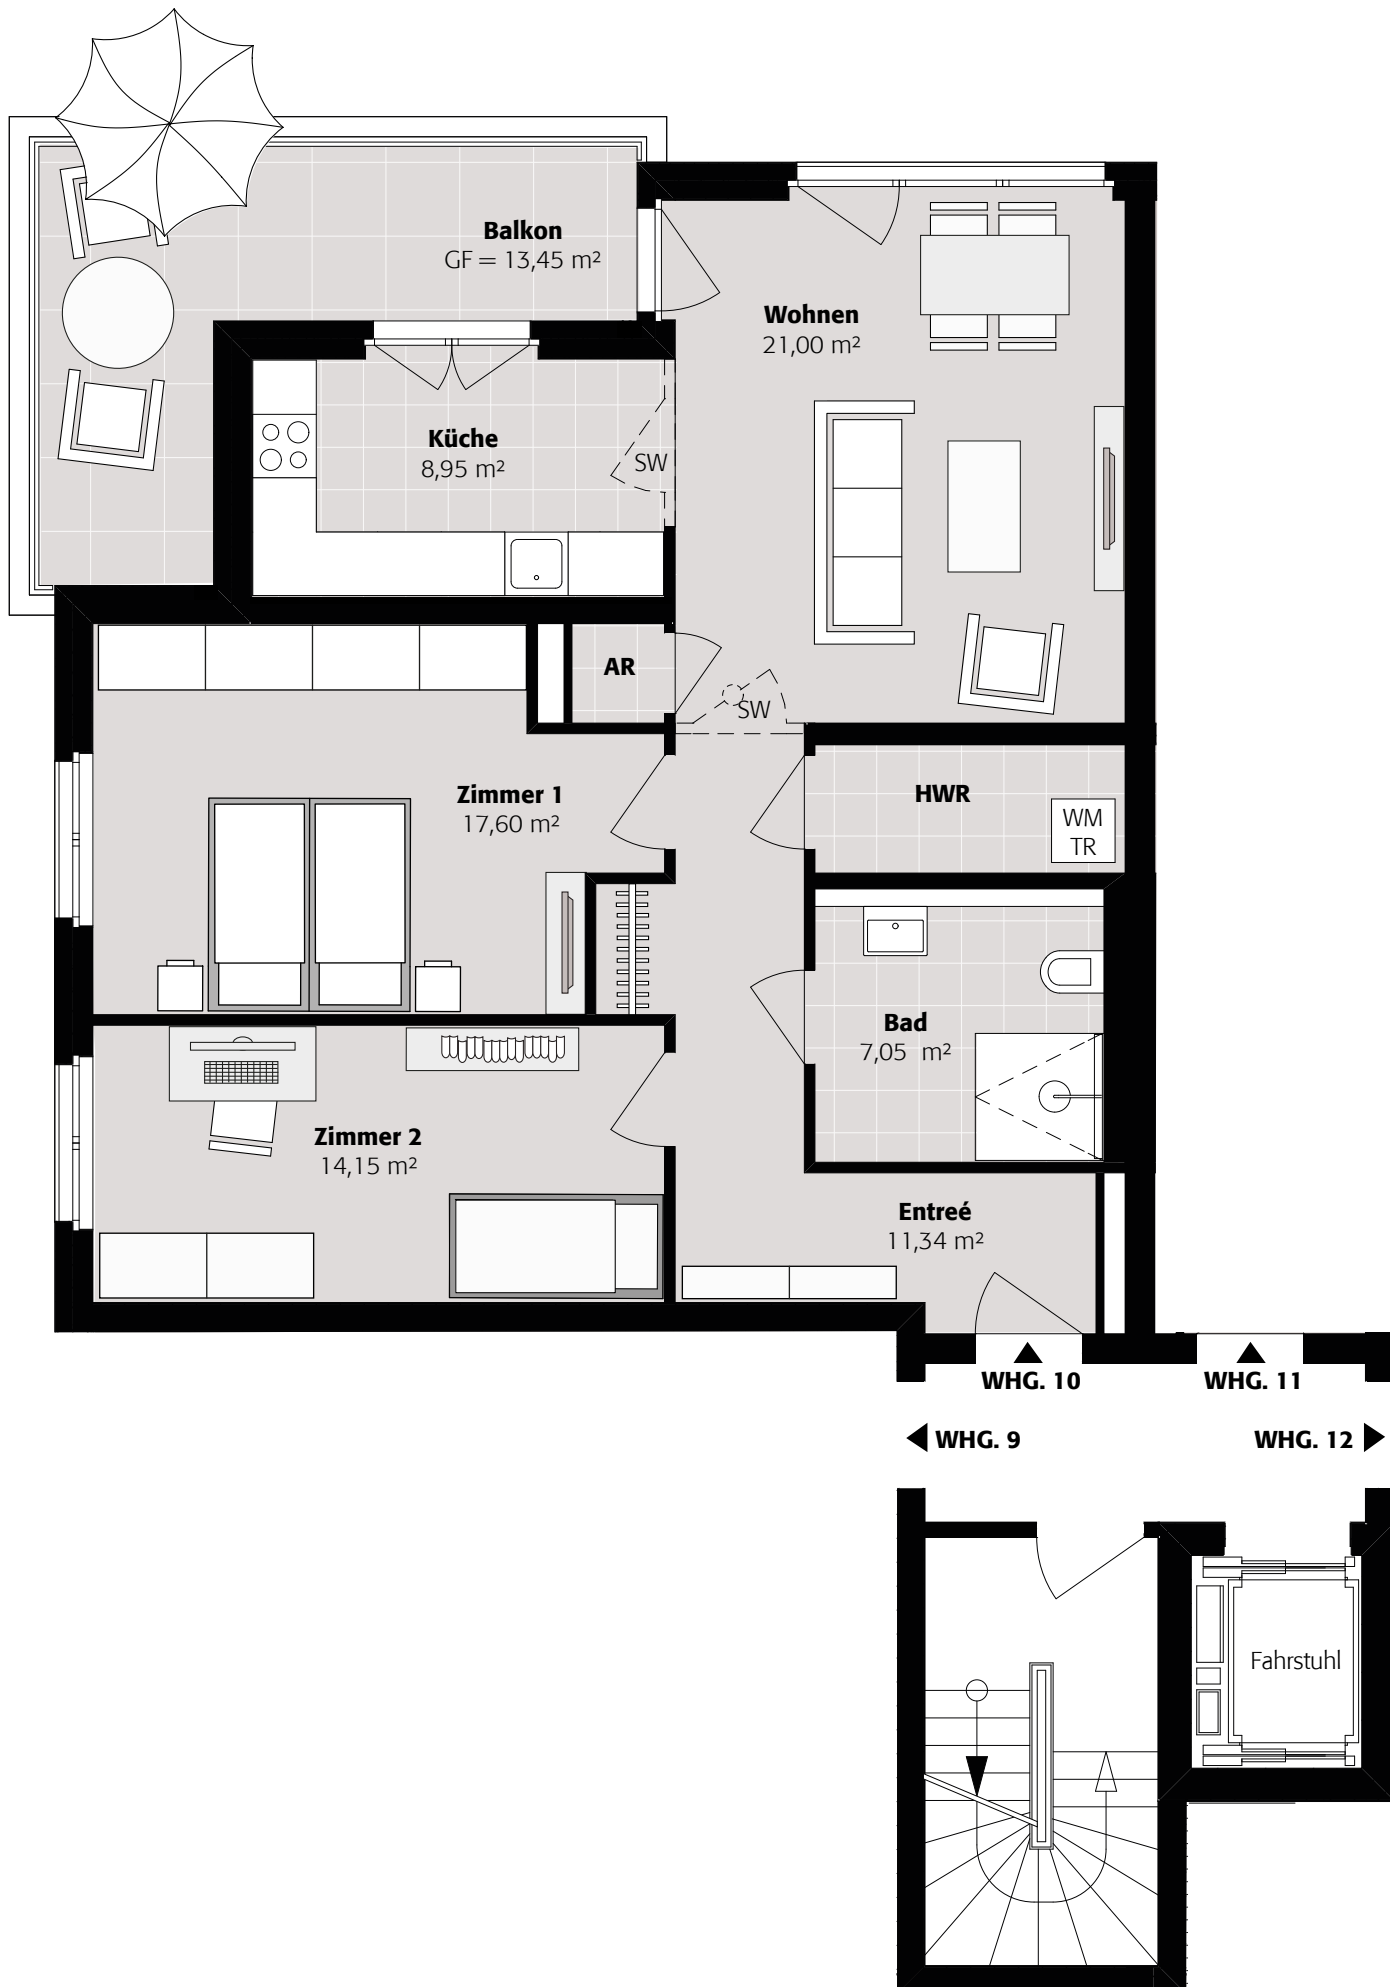 Balkon
GF = 13,45 m²
Wohnen
21,00 m²
Küche
8,95 m²
SW
AR
SW
Zimmer 1
17,60 m²
HWR
WM
TR
Bad
7,05 m²
Zimmer 2
14,15 m²
Entreé
11,34 m²
WHG. 10
WHG. 11
WHG. 9
WHG. 12
Fahrstuhl